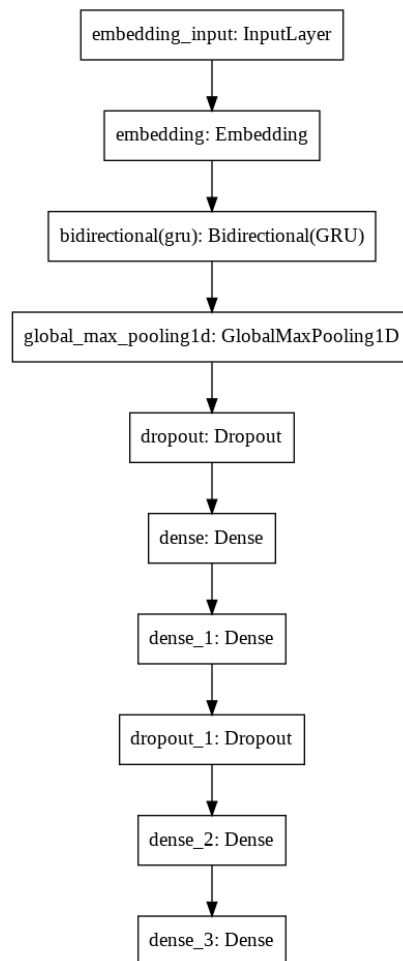 embedding_input: InputLayer
embedding: Embedding
bidirectional(gru): Bidirectional(GRU)
global_max_pooling1d: GlobalMaxPooling1D
dropout: Dropout
dense: Dense
dense_1: Dense
dropout_1: Dropout
dense_2: Dense
dense_3: Dense